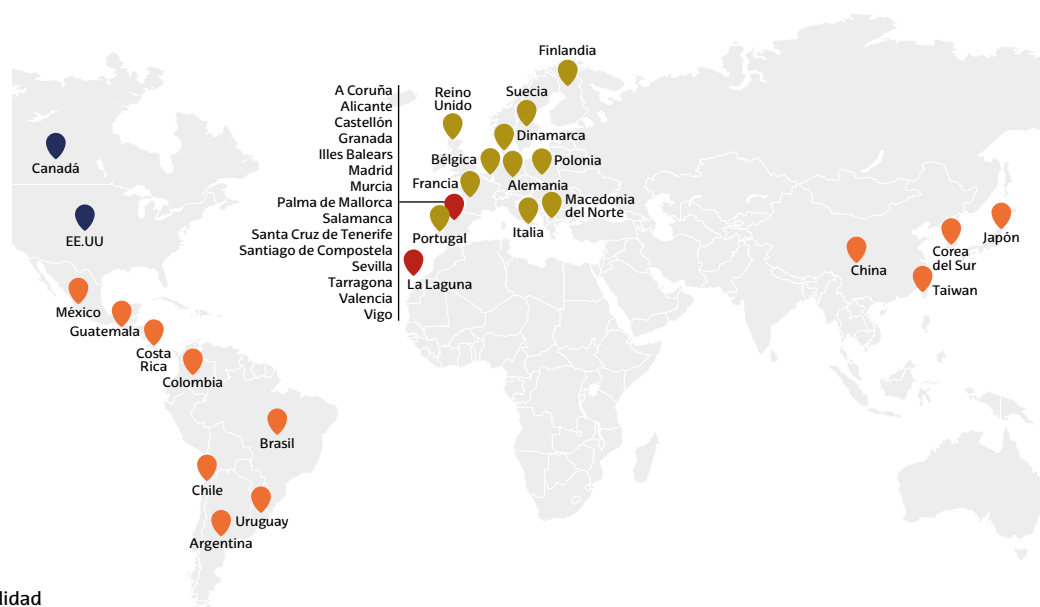 Finlandia
A Coruña
Alicante
Castellón
Granada
Illes Balears
Madrid
Murcia
Palma de Mallorca
Salamanca
Santa Cruz de Tenerife
Santiago de Compostela
Sevilla
Tarragona
Valencia
Vigo
Reino
Unido
Suecia
Dinamarca
Bélgica
Polonia
Francia
Alemania
Macedonia
del Norte
Italia
Portugal
La Laguna
Canadá
EE.UU
México
Guatemala
Costa
Rica
Colombia
Brasil
Chile
Uruguay
Argentina
China
Corea
del Sur
Japón
Taiwan